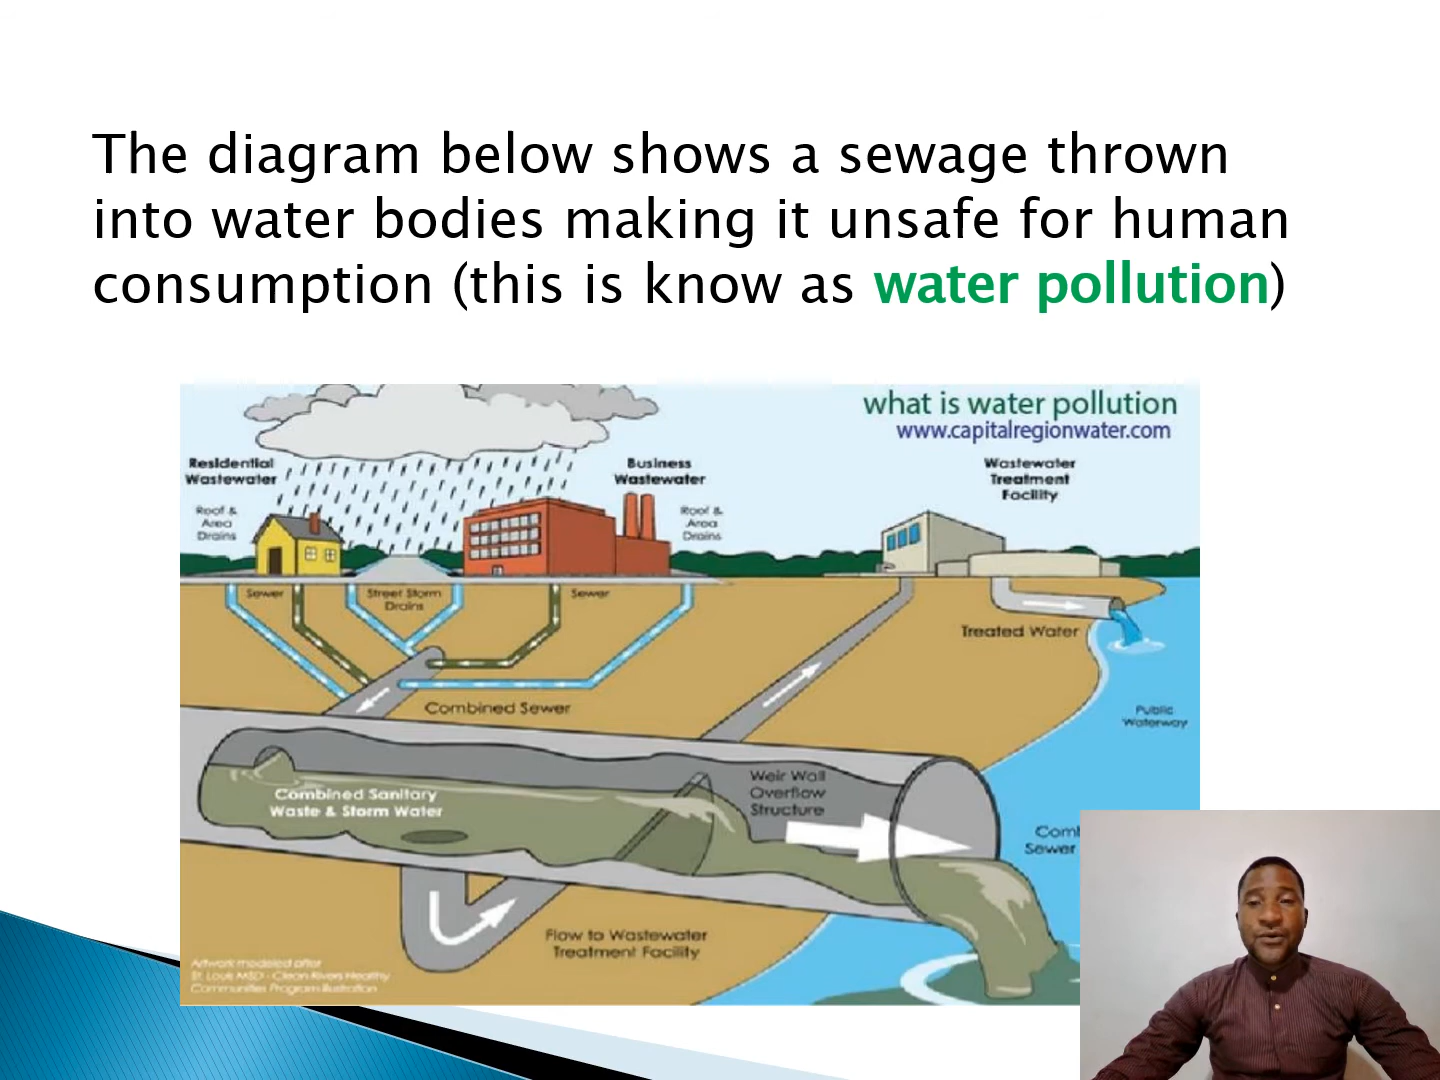 The diagram below shows a sewage thrown
into water bodies making it unsafe for human
consumption (this is know as water pollution)
what is water pollution
www.capitalregionwater.com
Residential
Wastewater
Business
Wastewater
Wastewater
Treatment
Facility
Roof &
Area
Drains
Roof &
Area
Drains
Sewer
Street Storm
Drains
Sewer
Treated Water
Combined Sewer
Public
Waterway
Weir Wall
Overflow
Structure
Combined Sanitary
Waste & Storm Water
Sewer
Flow to Wastewater
Treatment Facility
Artwork modeled after
St. Louis MSD - Clean Rivers Healthy
Communities Program Illustration